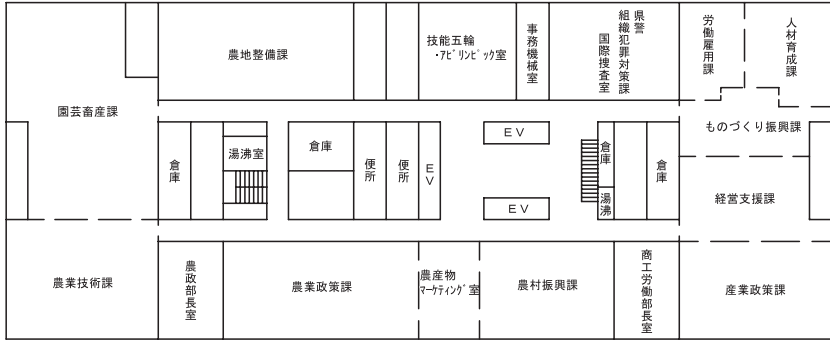 農地整備課
技能五輪
・アビリンピック室
事務機械室
県警
組織犯罪対策課
国際捜査室
労働雇用課
人材育成課
園芸畜産課
ものづくり振興課
倉庫
湯沸室
倉庫
便所
便所
EV
EV
EV
倉庫
湯沸
倉庫
経営支援課
農業技術課
農政部長室
農業政策課
農産物
マーケティング室
農村振興課
商工労働部長室
産業政策課